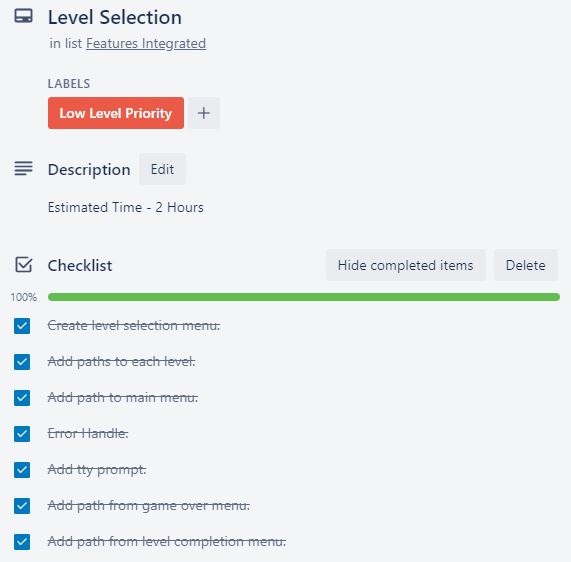 Level Selection
in list Features Integrated
LABELS
Low Level Priority +
Description Edit
Estimated Time - 2 Hours
Checklist Hide completed items Delete
100%
Create level selection menu.
Add paths to each level.
Add path to main menu.
Error Handle.
Add tty prompt.
Add path from game over menu.
Add path from level completion menu.